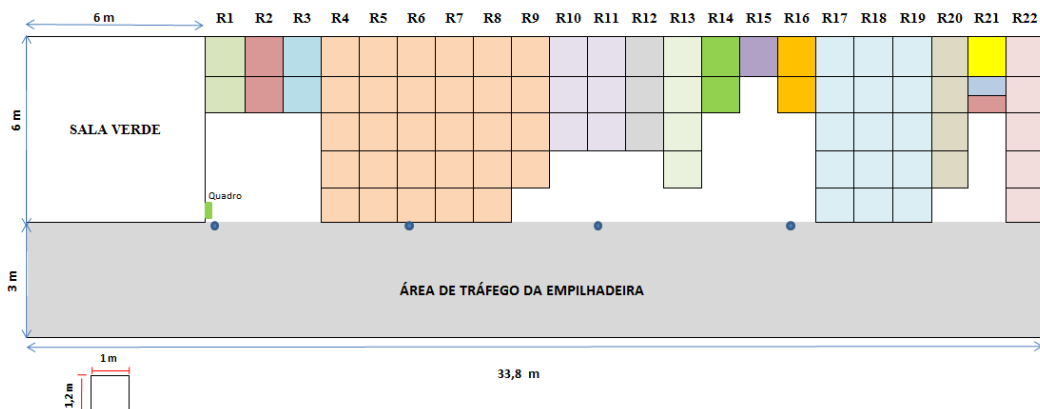 6 m R1 R2 R3 R4 R5 R6 R7 R8 R9 R10 R11 R12 R13 R14 R15 R16 R17 R18 R19 R20 R21 R22
6 m
SALA VERDE
Quadro
3 m
ÁREA DE TRÁFEGO DA EMPILHADEIRA
33,8 m
1 m
1,2 m